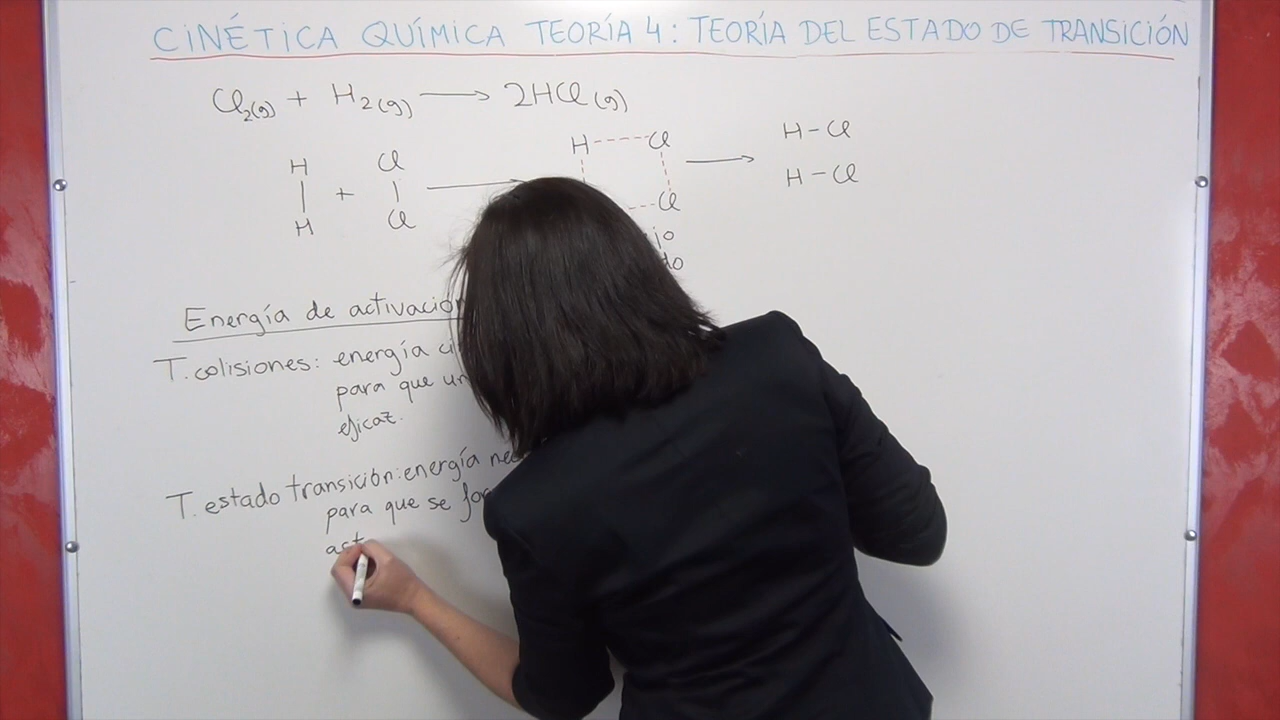 CINÉTICA QUÍMICA TEORÍA 4: TEORÍA DEL ESTADO DE TRANSICIÓN
Cl2(g) + H2(g) → 2HCl(g)
H Cl H Cl H-Cl
+ → →
H Cl Cl H-Cl
Energía de activación
T. colisiones: energía
para que
eficaz.
T. estado transición: energía
para que se